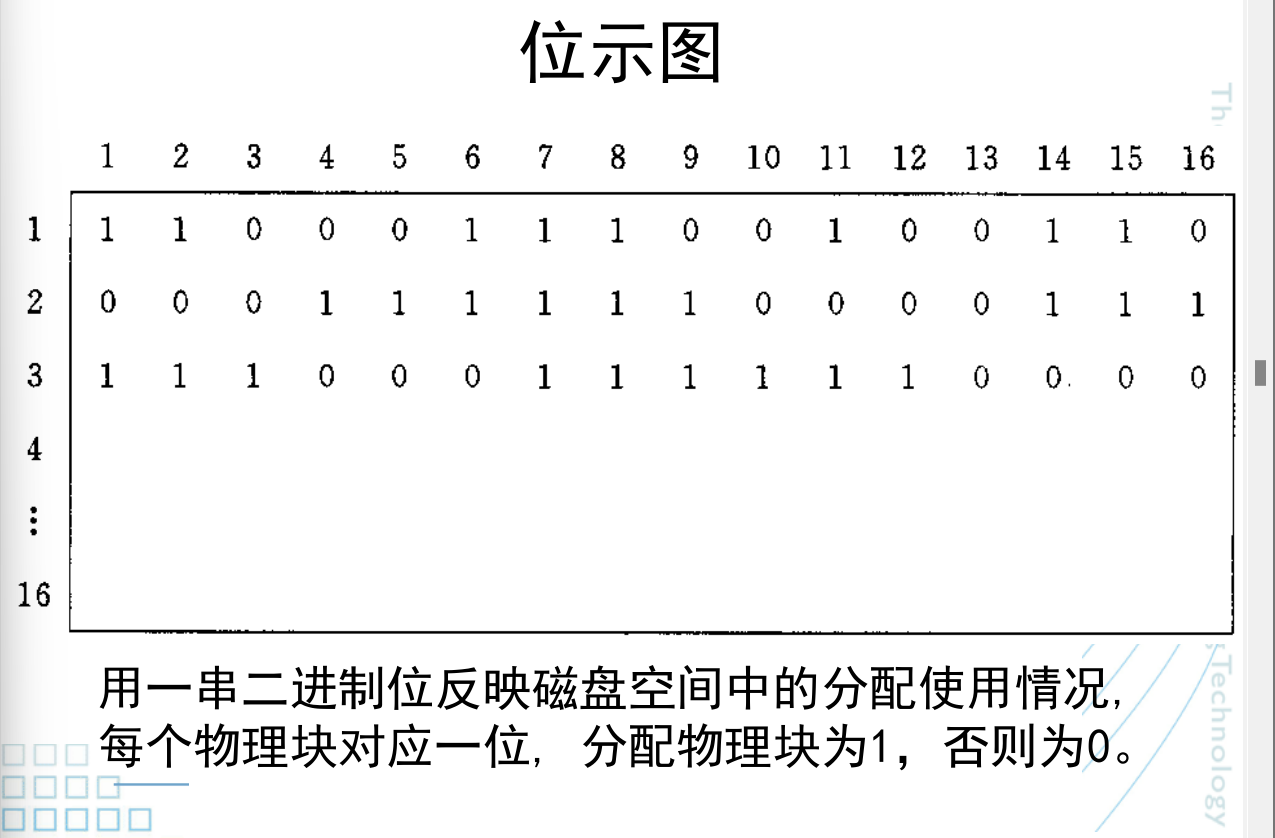 位示图
Th
1 2 3 4 5 6 7 8 9 10 11 12 13 14 15 16
1 1 1 0 0 0 1 1 1 0 0 1 0 0 1 1 0
2 0 0 0 1 1 1 1 1 1 0 0 0 0 1 1 1
3 1 1 1 0 0 0 1 1 1 1 1 1 0 0 0 0
4
⋮
16
用一串二进制位反映磁盘空间中的分配使用情况,
每个物理块对应一位, 分配物理块为1，否则为0。
Technology